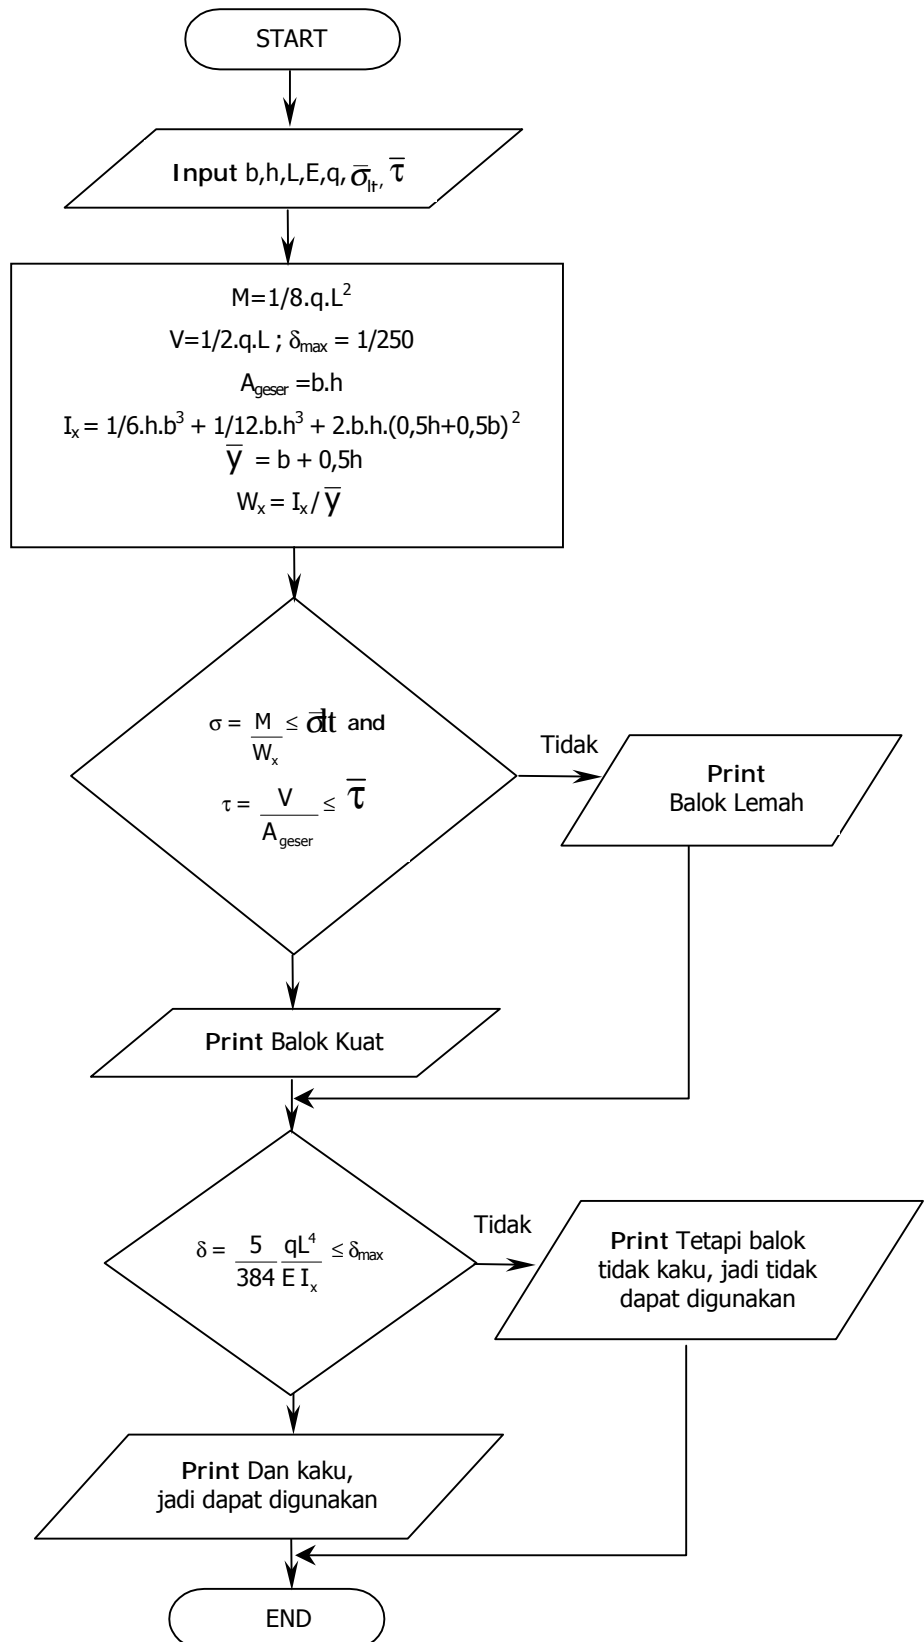 START
Input b,h,L,E,q, σ̅lt, τ̅
M=1/8.q.L²
V=1/2.q.L ; δmax = 1/250
Ageser =b.h
Ix = 1/6.h.b³ + 1/12.b.h³ + 2.b.h.(0,5h+0,5b)²
y̅ = b + 0,5h
Wx = Ix / y̅
σ = M/Wx ≤ σ̅lt and
τ = V/Ageser ≤ τ̅
Tidak
Print
Balok Lemah
Print Balok Kuat
δ = 5/384 qL⁴/E Ix ≤ δmax
Tidak
Print Tetapi balok
tidak kaku, jadi tidak
dapat digunakan
Print Dan kaku,
jadi dapat digunakan
END